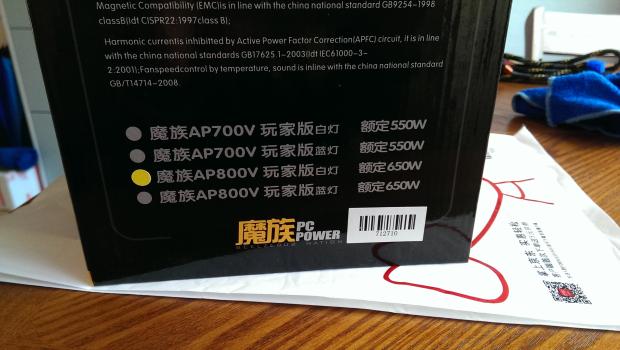 Magnetic Compatibility (EMC)is in line with the china national standard GB9254-1998
classB(Idt CISPR22:1997class B);
Harmonic currentis inhibitted by Active Power Factor Correction(APFC) circuit, it is in line
with the china national standards GB17625.1-2003(idt IEC61000-3-
2:2001);Fanspeedcontrol by temperature, sound is inline with the china national standard
GB/T14714-2008.
魔族AP700V 玩家版白灯 额定550W
魔族AP700V 玩家版蓝灯 额定550W
魔族AP800V 玩家版白灯 额定650W
魔族AP800V 玩家版蓝灯 额定650W
魔族 PC POWER
712710